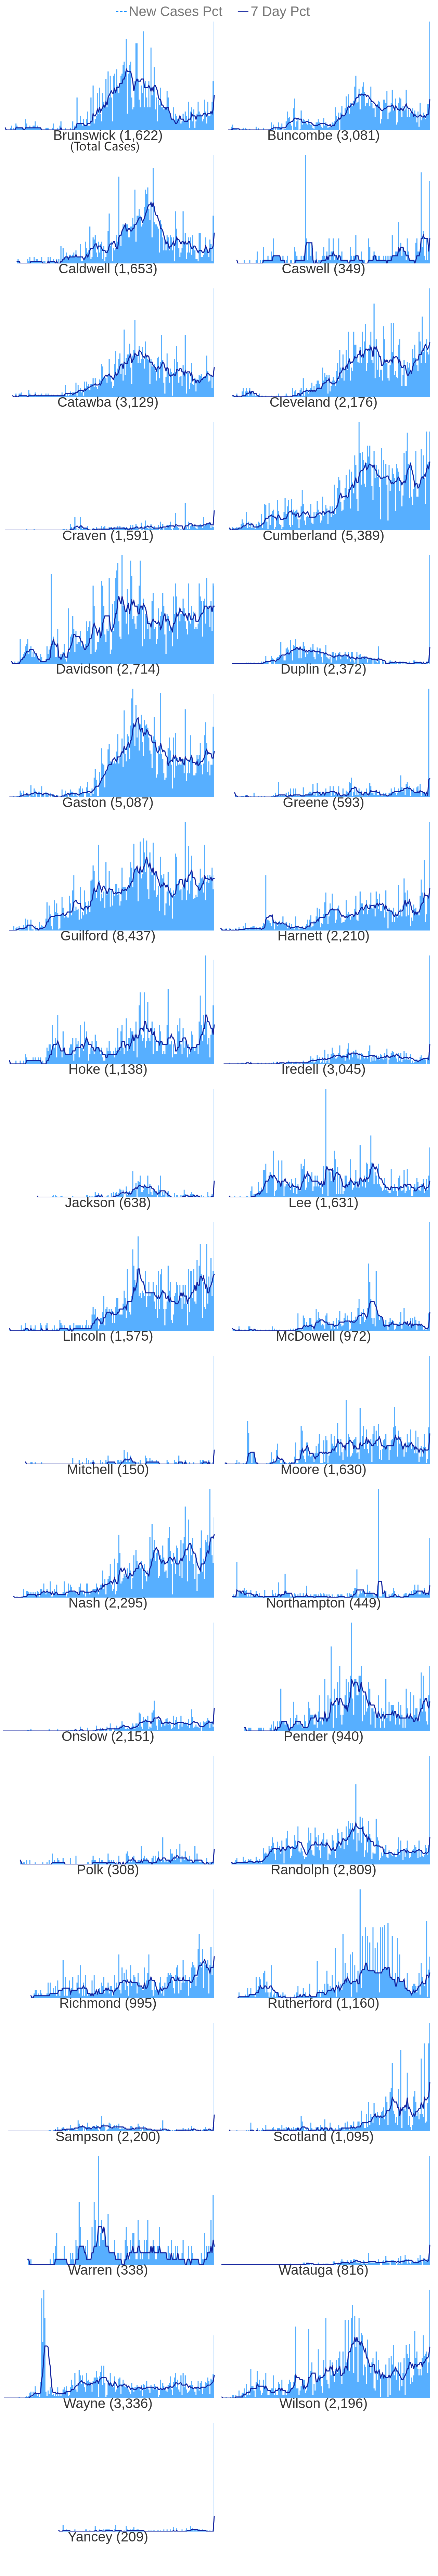 New Cases Pct 7 Day Pct
Brunswick (1,622) Buncombe (3,081)
(Total Cases)
Caldwell (1,653) Caswell (349)
Catawba (3,129) Cleveland (2,176)
Craven (1,591) Cumberland (5,389)
Davidson (2,714) Duplin (2,372)
Gaston (5,087) Greene (593)
Guilford (8,437) Harnett (2,210)
Hoke (1,138) Iredell (3,045)
Jackson (638) Lee (1,631)
Lincoln (1,575) McDowell (972)
Mitchell (150) Moore (1,630)
Nash (2,295) Northampton (449)
Onslow (2,151) Pender (940)
Polk (308) Randolph (2,809)
Richmond (995) Rutherford (1,160)
Sampson (2,200) Scotland (1,095)
Warren (338) Watauga (816)
Wayne (3,336) Wilson (2,196)
Yancey (209)